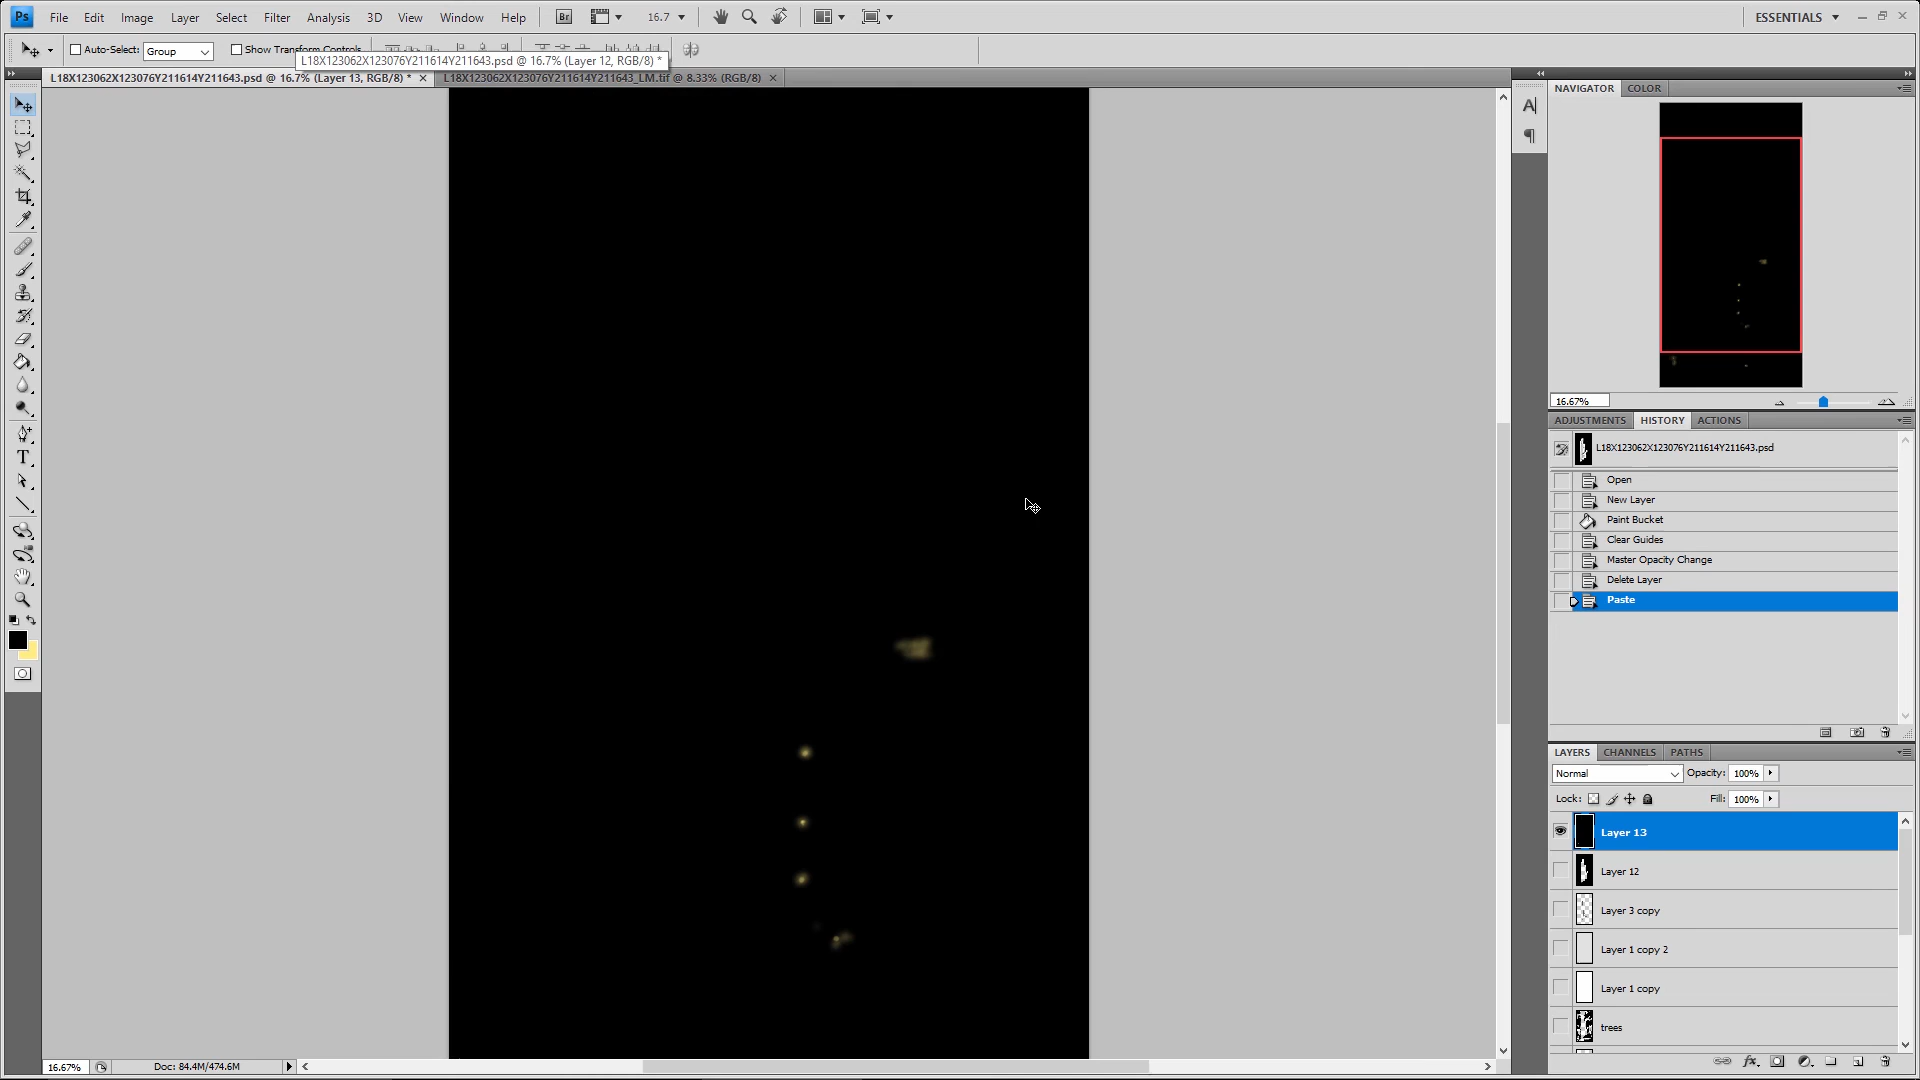 Ps File Edit Image Layer Select Filter Analysis 3D View Window Help Br 16.7 ESSENTIALS
Auto-Select: Group Show Transform Controls
L18X123062X123076Y211614Y211643.psd @ 16.7% (Layer 12, RGB/8) *
L18X123062X123076Y211614Y211643.psd @ 16.7% (Layer 13, RGB/8) * L18X123062X123076Y211614Y211643_LM.tif @ 8.33% (RGB/8)
NAVIGATOR COLOR
16.67%
ADJUSTMENTS HISTORY ACTIONS
L18X123062X123076Y211614Y211643.psd
Open
New Layer
Paint Bucket
Clear Guides
Master Opacity Change
Delete Layer
Paste
LAYERS CHANNELS PATHS
Normal Opacity: 100%
Lock: Fill: 100%
Layer 13
Layer 12
Layer 3 copy
Layer 1 copy 2
Layer 1 copy
trees
16.67% Doc: 84.4M/474.6M